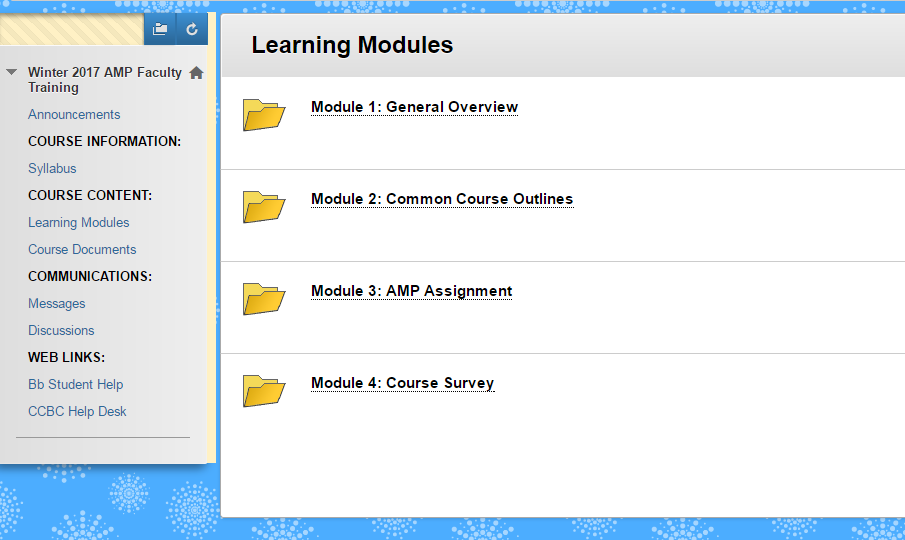 Winter 2017 AMP Faculty
Training
Announcements
COURSE INFORMATION:
Syllabus
COURSE CONTENT:
Learning Modules
Course Documents
COMMUNICATIONS:
Messages
Discussions
WEB LINKS:
Bb Student Help
CCBC Help Desk
Learning Modules
Module 1: General Overview
Module 2: Common Course Outlines
Module 3: AMP Assignment
Module 4: Course Survey